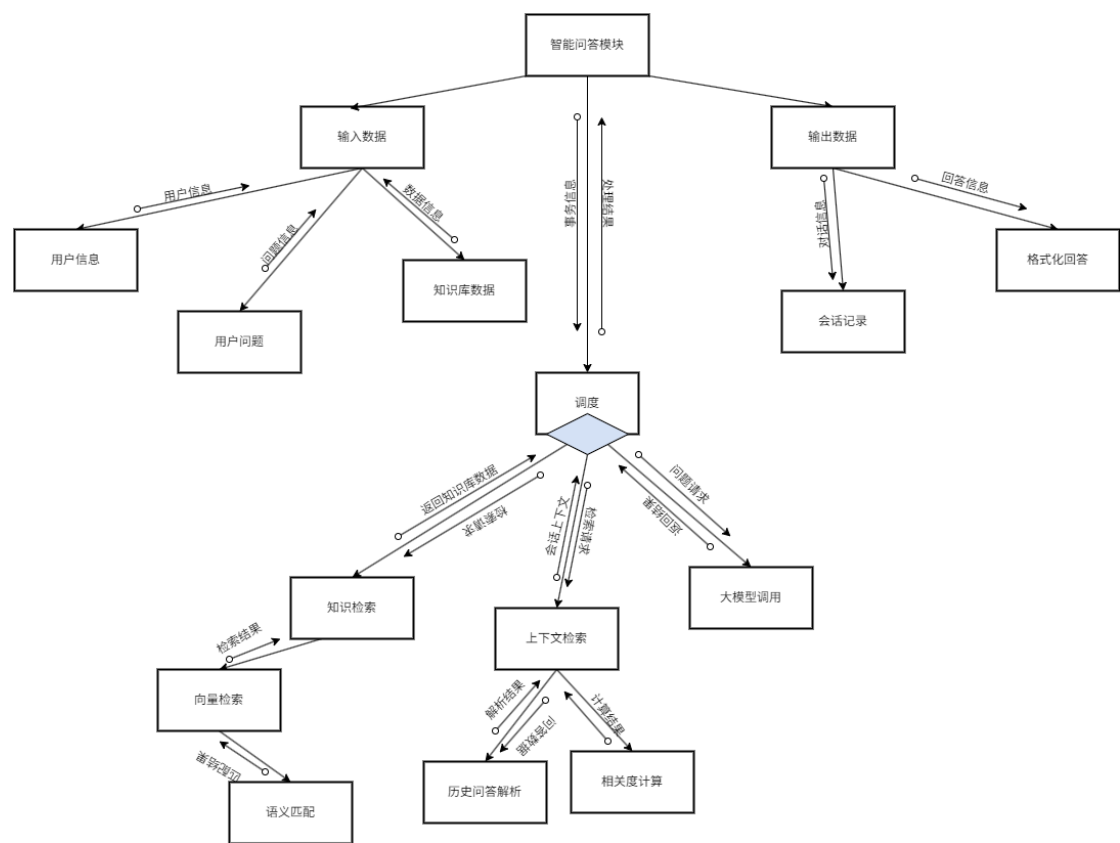 智能问答模块
输入数据
输出数据
用户信息
数据信息
问题信息
事务信息
处理结果
对话信息
回答信息
用户信息
用户问题
知识库数据
会话记录
格式化回答
调度
返回知识库数据
检索请求
会话上下文
检索请求
问题请求
返回结果
知识检索
上下文检索
大模型调用
检索结果
向量检索
解析结果
问答数据
计算结果
匹配结果
语义匹配
历史问答解析
相关度计算